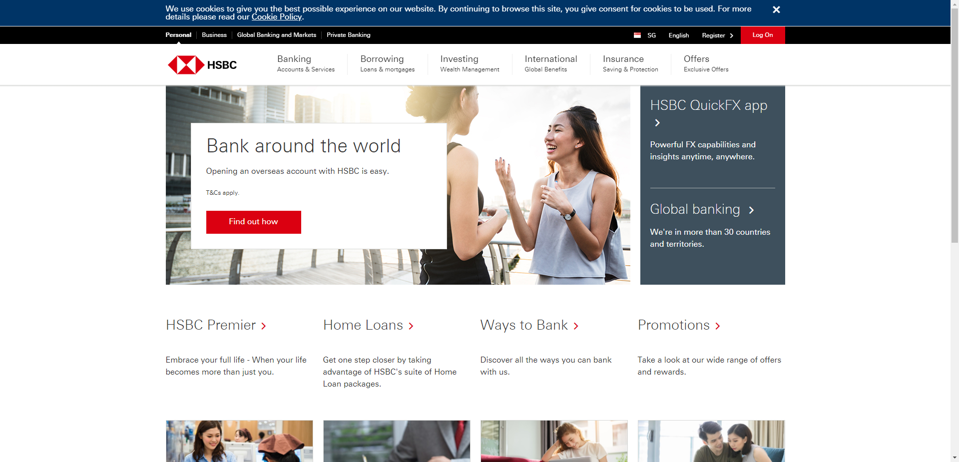 We use cookies to give you the best possible experience on our website. By continuing to browse this site, you give consent for cookies to be used. For more
details please read our Cookie Policy.
Personal Business Global Banking and Markets Private Banking SG English Register Log On
HSBC
Banking Borrowing Investing International Insurance Offers
Accounts & Services Loans & mortgages Wealth Management Global Benefits Saving & Protection Exclusive Offers
Bank around the world
Opening an overseas account with HSBC is easy.
T&Cs apply.
Find out how
HSBC QuickFX app
Powerful FX capabilities and
insights anytime, anywhere.
Global banking
We're in more than 30 countries
and territories.
HSBC Premier
Embrace your full life - When your life
becomes more than just you.
Home Loans
Get one step closer by taking
advantage of HSBC's suite of Home
Loan packages.
Ways to Bank
Discover all the ways you can bank
with us.
Promotions
Take a look at our wide range of offers
and rewards.